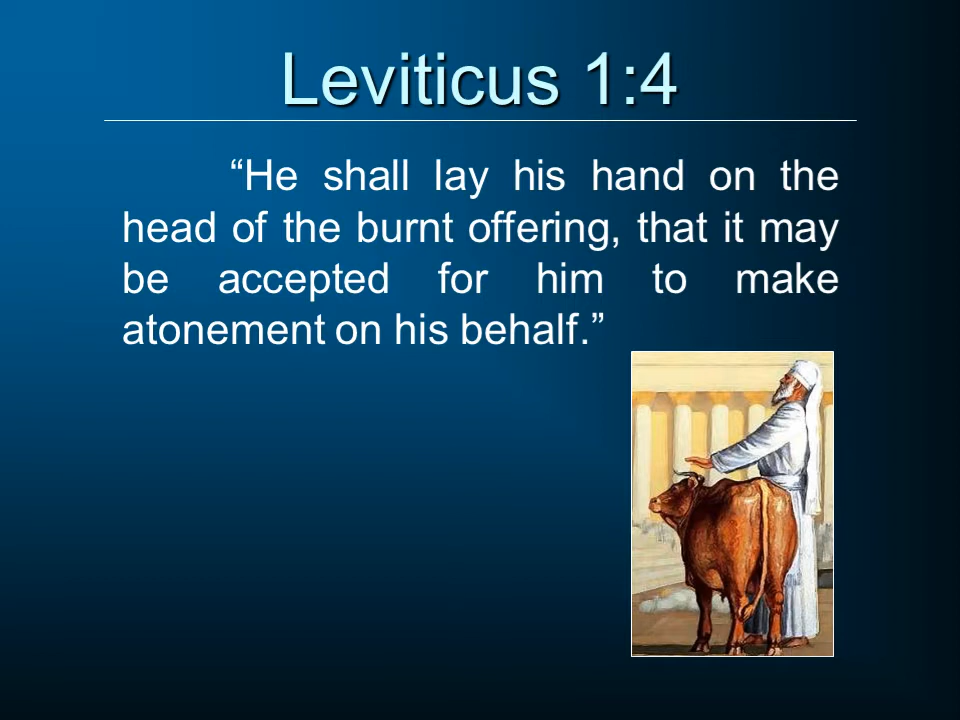 Leviticus 1:4
“He shall lay his hand on the
head of the burnt offering, that it may
be accepted for him to make
atonement on his behalf.”